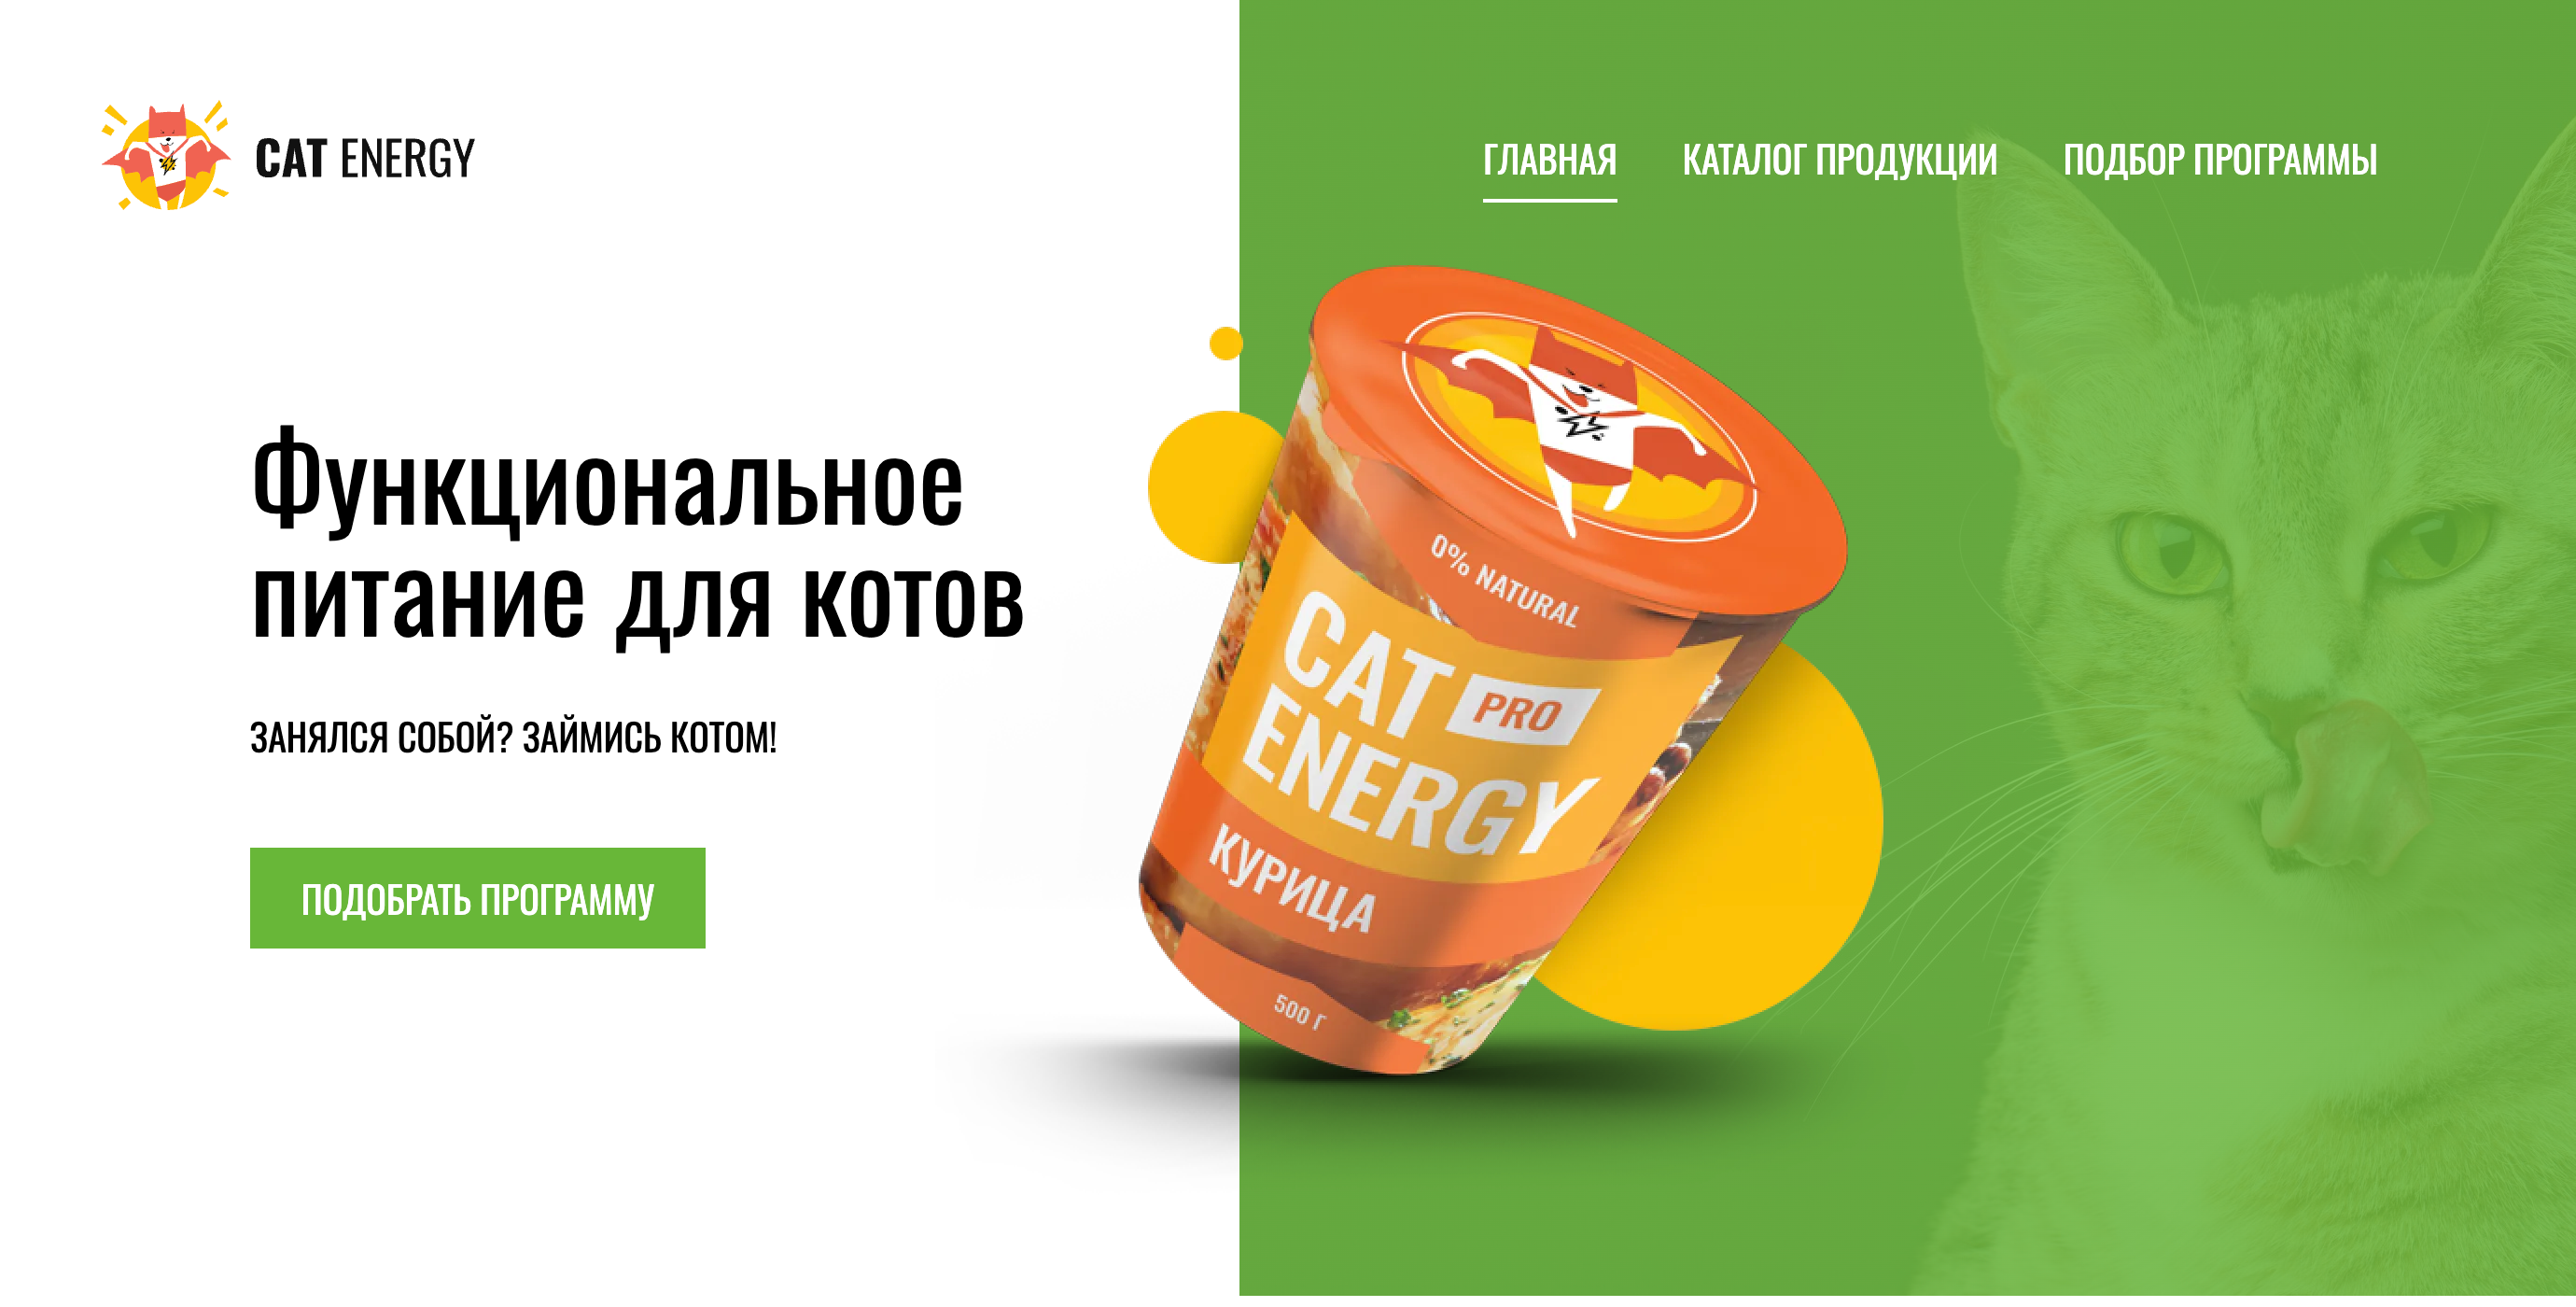 CAT ENERGY
ГЛАВНАЯ
КАТАЛОГ ПРОДУКЦИИ
ПОДБОР ПРОГРАММЫ
Функциональное
питание для котов
ЗАНЯЛСЯ СОБОЙ? ЗАЙМИСЬ КОТОМ!
ПОДОБРАТЬ ПРОГРАММУ
0% NATURAL
CAT PRO
ENERGY
КУРИЦА
500 Г